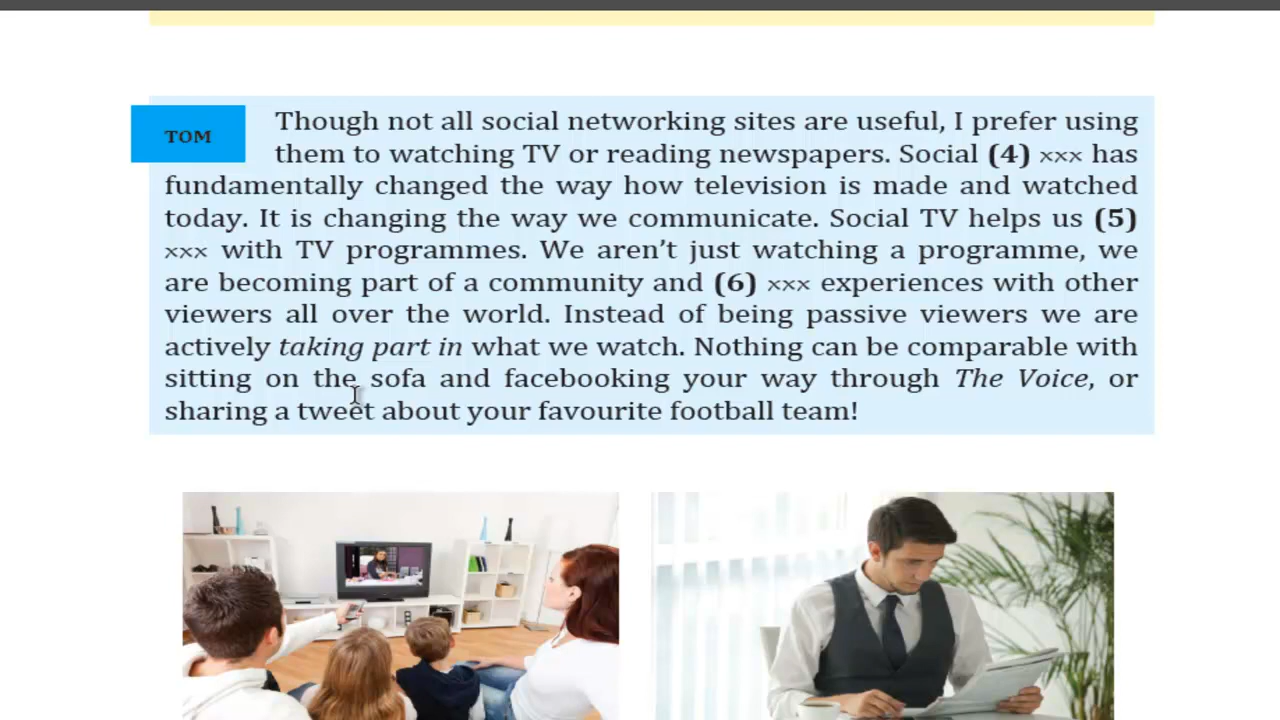 TOM
Though not all social networking sites are useful, I prefer using
them to watching TV or reading newspapers. Social (4) xxx has
fundamentally changed the way how television is made and watched
today. It is changing the way we communicate. Social TV helps us (5)
xxx with TV programmes. We aren't just watching a programme, we
are becoming part of a community and (6) xxx experiences with other
viewers all over the world. Instead of being passive viewers we are
actively taking part in what we watch. Nothing can be comparable with
sitting on the sofa and facebooking your way through The Voice, or
sharing a tweet about your favourite football team!